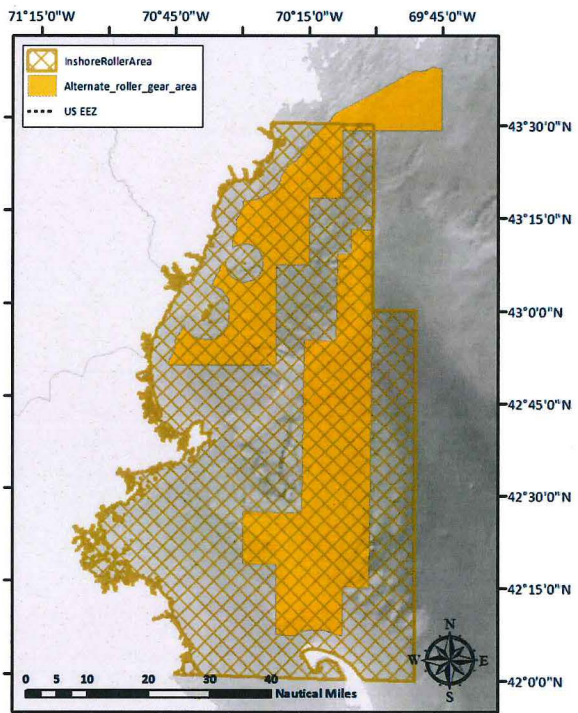 71°15'0"W 70°45'0"W 70°15'0"W 69°45'0"W
InshoreRollerArea
Alternate_roller_gear_area
US EEZ
43°30'0"N
43°15'0"N
43°0'0"N
42°45'0"N
42°30'0"N
42°15'0"N
42°0'0"N
N
W E
S
0 5 10 20 30 40
Nautical Miles